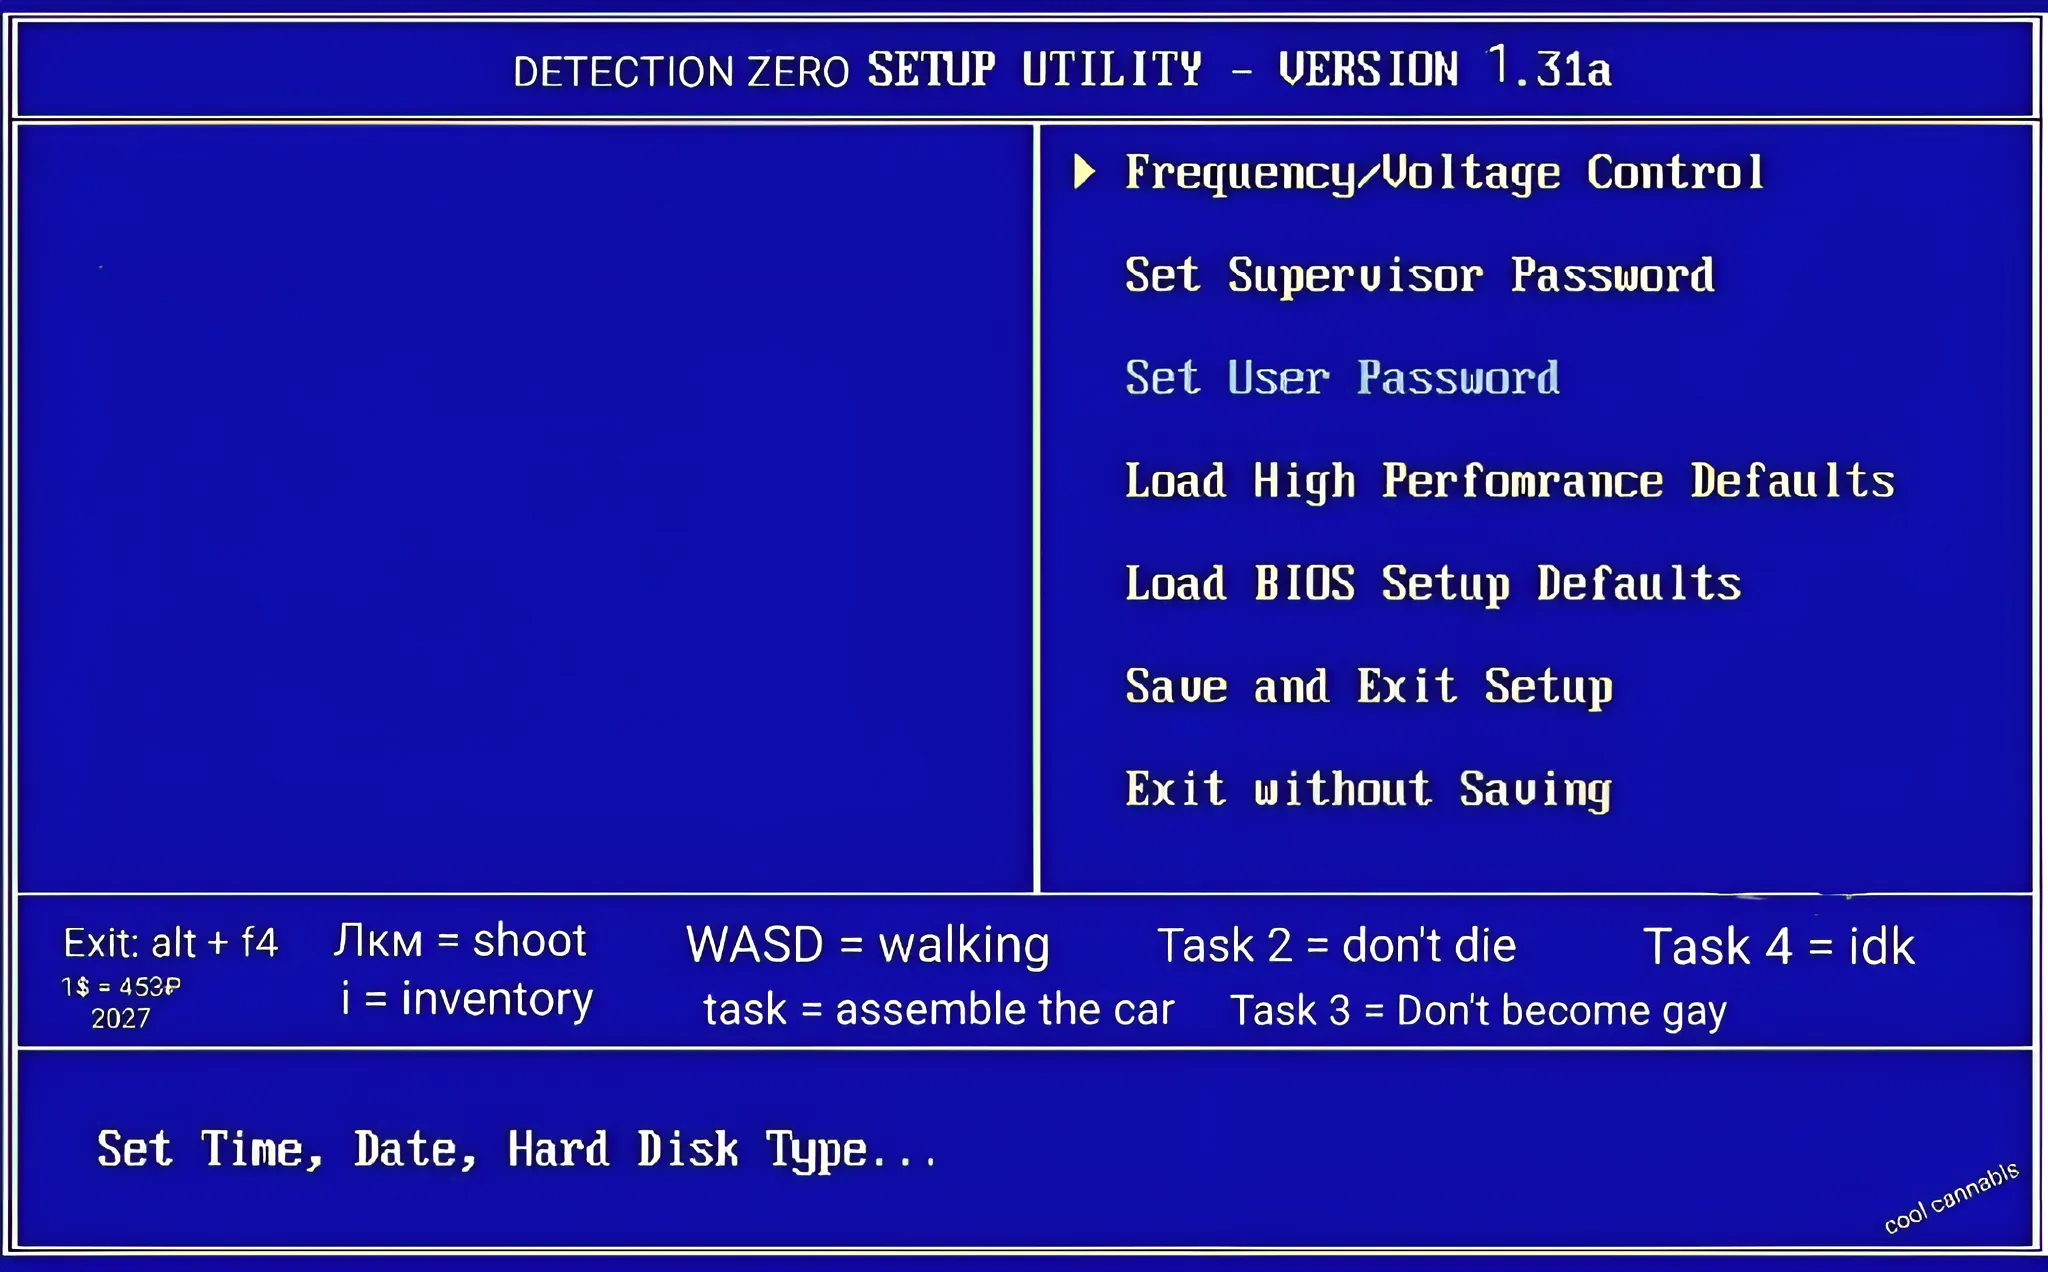 DETECTION ZERO SETUP UTILITY – VERSION 1.31a
Frequency/Voltage Control
Set Supervisor Password
Set User Password
Load High Perfomrance Defaults
Load BIOS Setup Defaults
Save and Exit Setup
Exit without Saving
Exit: alt + f4
1$ = 453₽
2027
Лкм = shoot
i = inventory
WASD = walking
task = assemble the car
Task 2 = don't die
Task 3 = Don't become gay
Task 4 = idk
Set Time, Date, Hard Disk Type...
cool cannabis